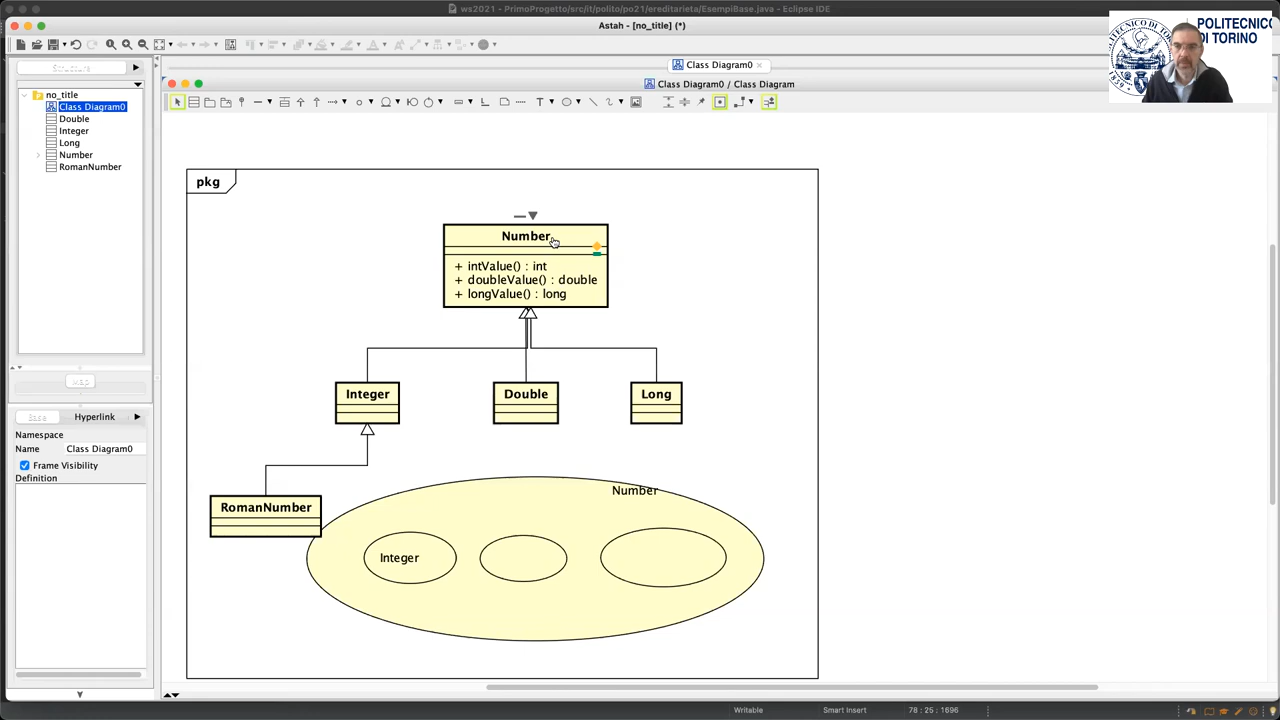 ws2021 - PrimoProgetto/src/it/polito/po21/ereditarieta/EsempiBase.java - Eclipse IDE
Astah - [no_title] (*)
POLITECNICO
DI TORINO
Structure
Class Diagram0
Class Diagram0 / Class Diagram
no_title
Class Diagram0
Double
Integer
Long
Number
RomanNumber
pkg
Number
+ intValue() : int
+ doubleValue() : double
+ longValue() : long
Integer
Double
Long
RomanNumber
Number
Integer
Map
Base
Hyperlink
Namespace
Name
Class Diagram0
Frame Visibility
Definition
Writable
Smart Insert
78 : 25 : 1696